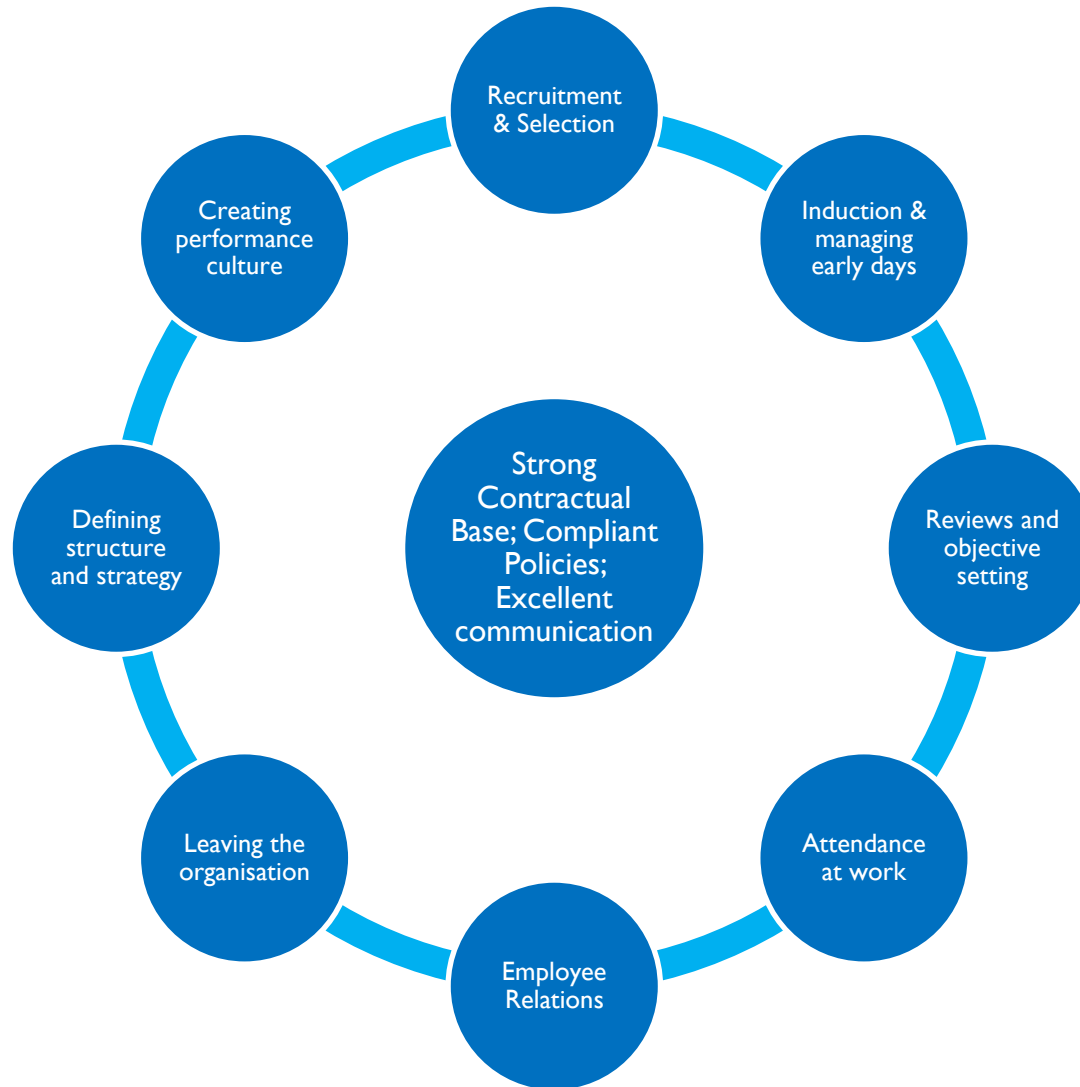 Recruitment
& Selection
Induction &
managing
early days
Reviews and
objective
setting
Attendance
at work
Employee
Relations
Leaving the
organisation
Defining
structure
and strategy
Creating
performance
culture
Strong
Contractual
Base; Compliant
Policies;
Excellent
communication